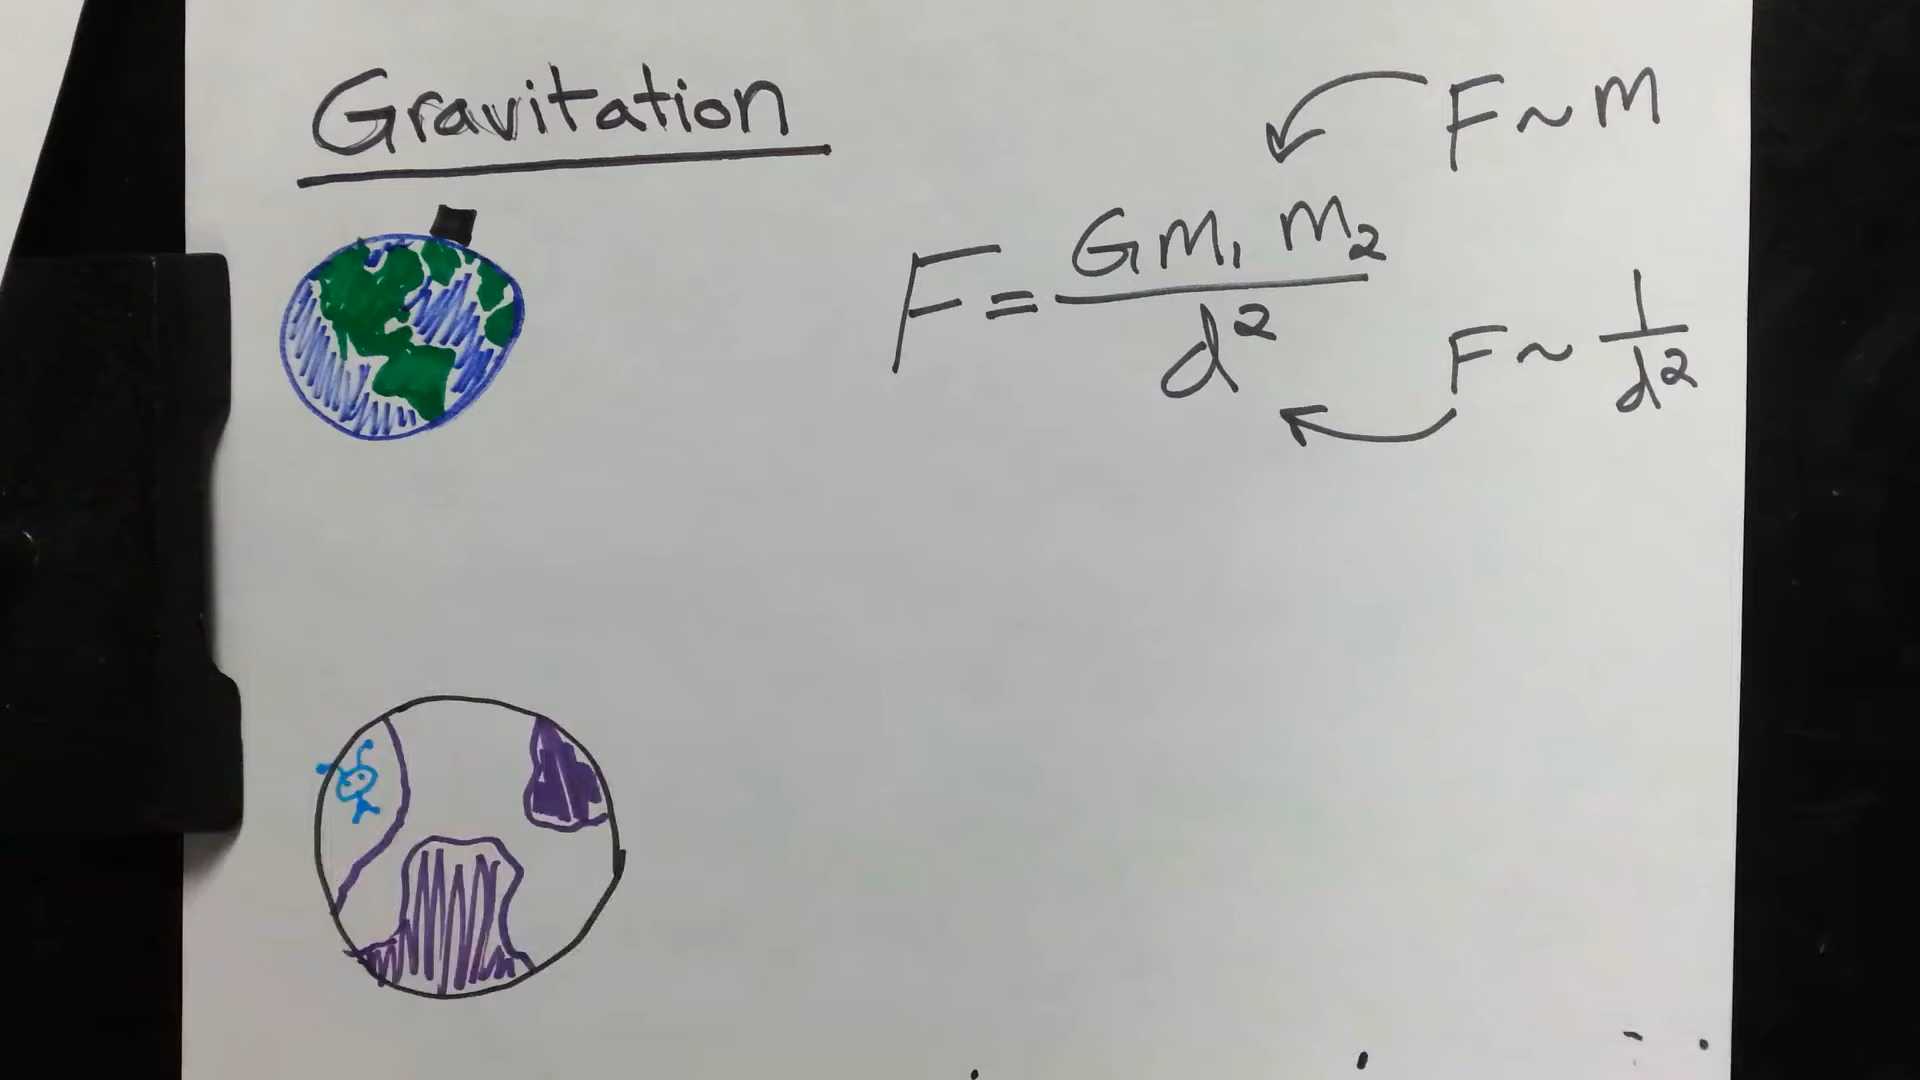 Gravitation
F ~ m
F = Gm₁ m₂ / d²
F ~ 1/d²